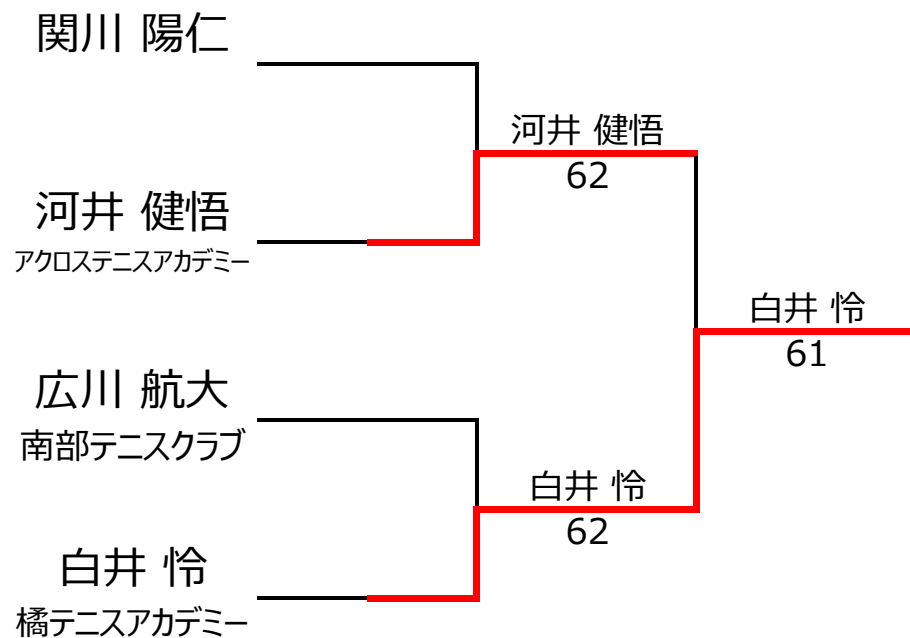 関川 陽仁
河井 健悟
62
河井 健悟
アクロステニスアカデミー
白井 怜
61
広川 航大
南部テニスクラブ
白井 怜
62
白井 怜
橘テニスアカデミー